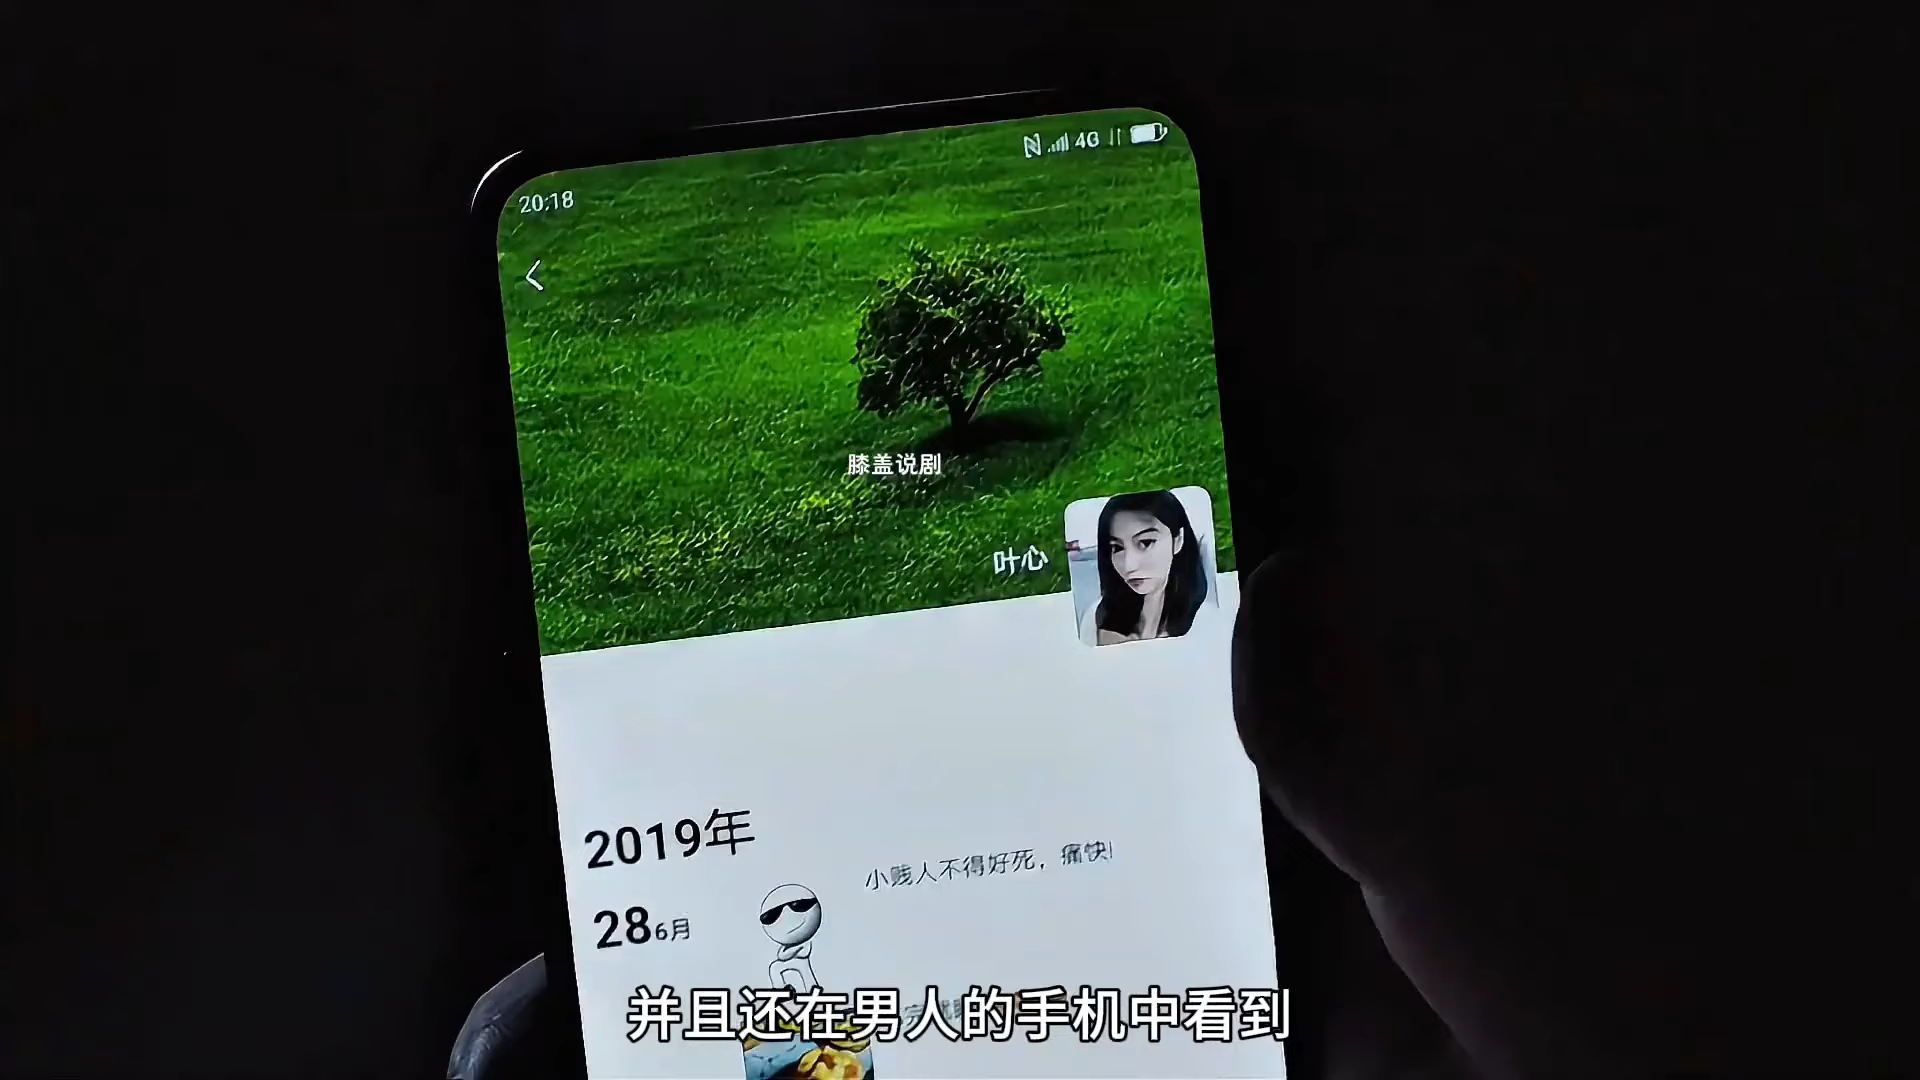 20:18
4G
膝盖说剧
叶心
2019年
小贱人不得好死，痛快!
28 6月
并且还在男人的手机中看到